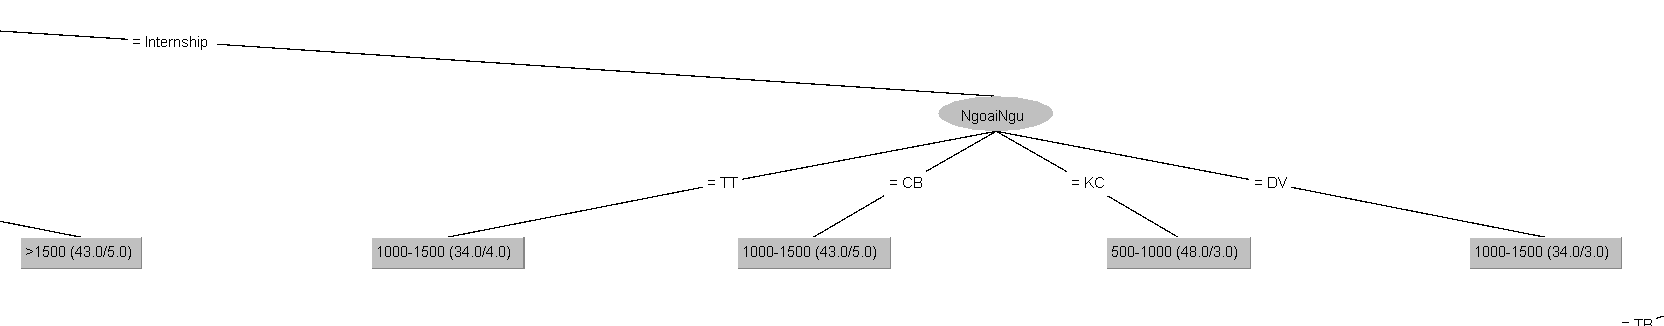 = Internship
NgoaiNgu
= TT
= CB
= KC
= DV
>1500 (43.0/5.0)
1000-1500 (34.0/4.0)
1000-1500 (43.0/5.0)
500-1000 (48.0/3.0)
1000-1500 (34.0/3.0)
= TB